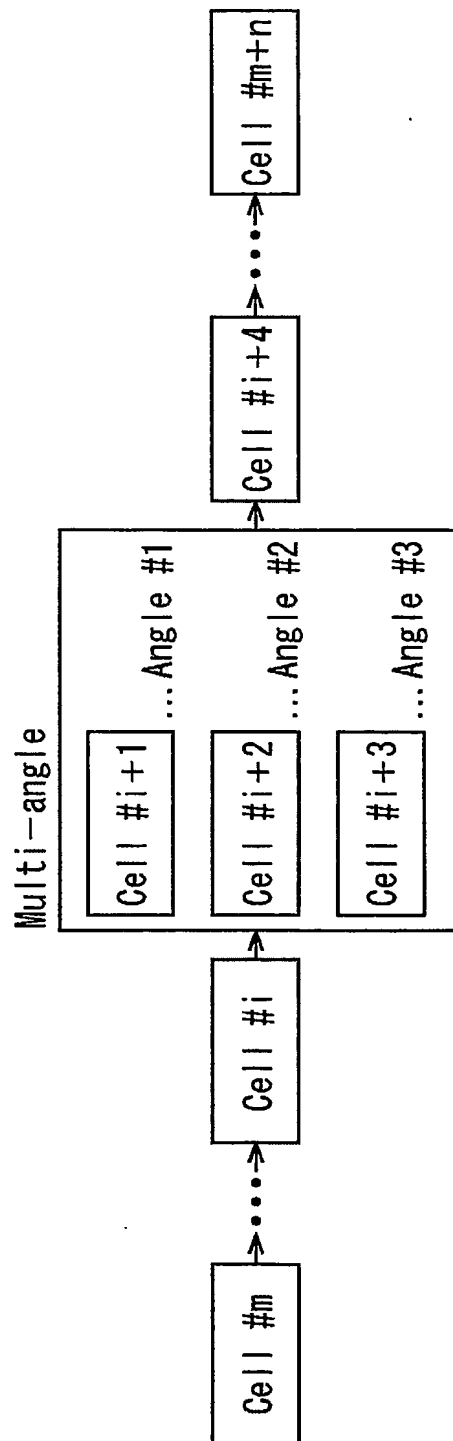 Cell #m
Cell #i
Multi-angle
Cell #i+1
...Angle #1
Cell #i+2
...Angle #2
Cell #i+3
...Angle #3
Cell #i+4
Cell #m+n